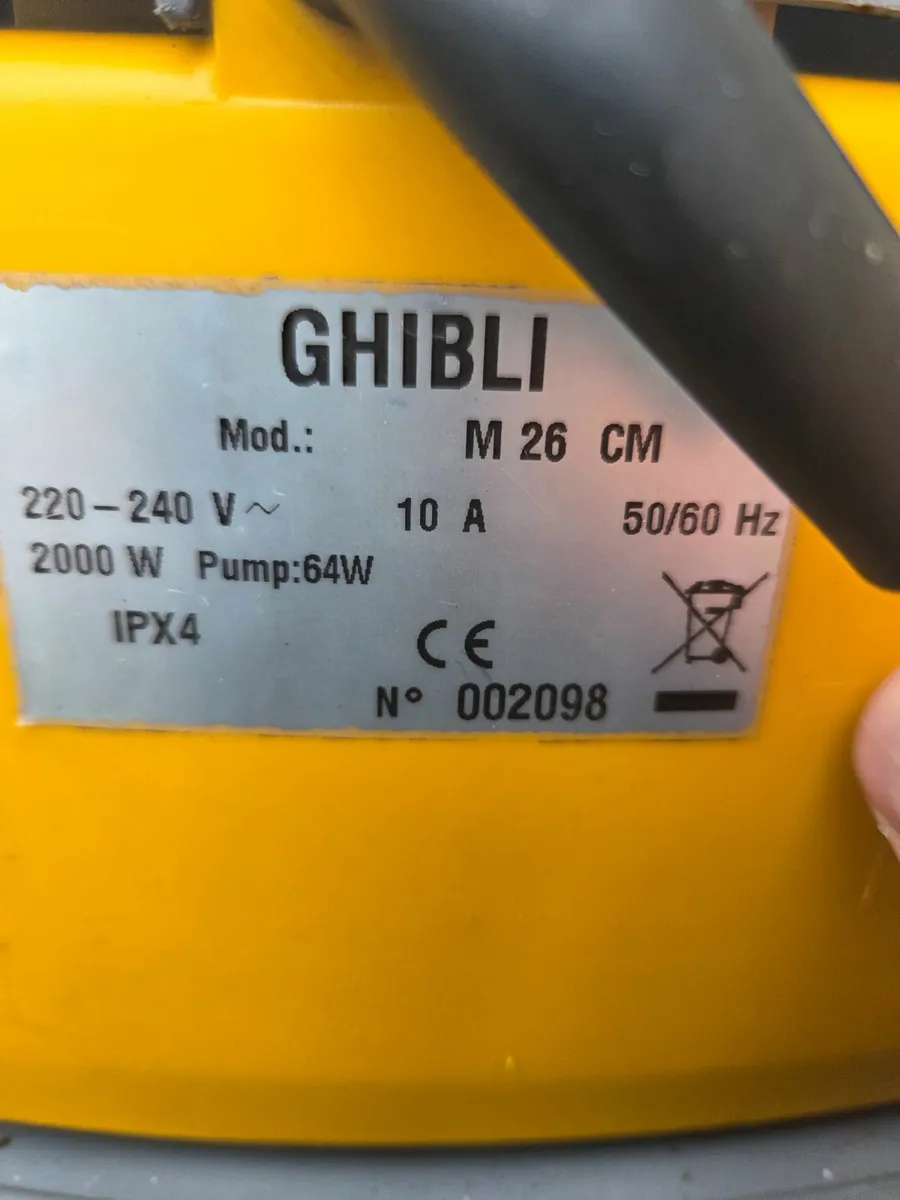 GHIBLI
Mod.: M 26 CM
220-240 V~ 10 A 50/60 Hz
2000 W Pump:64W
IPX4
CE
N° 002098